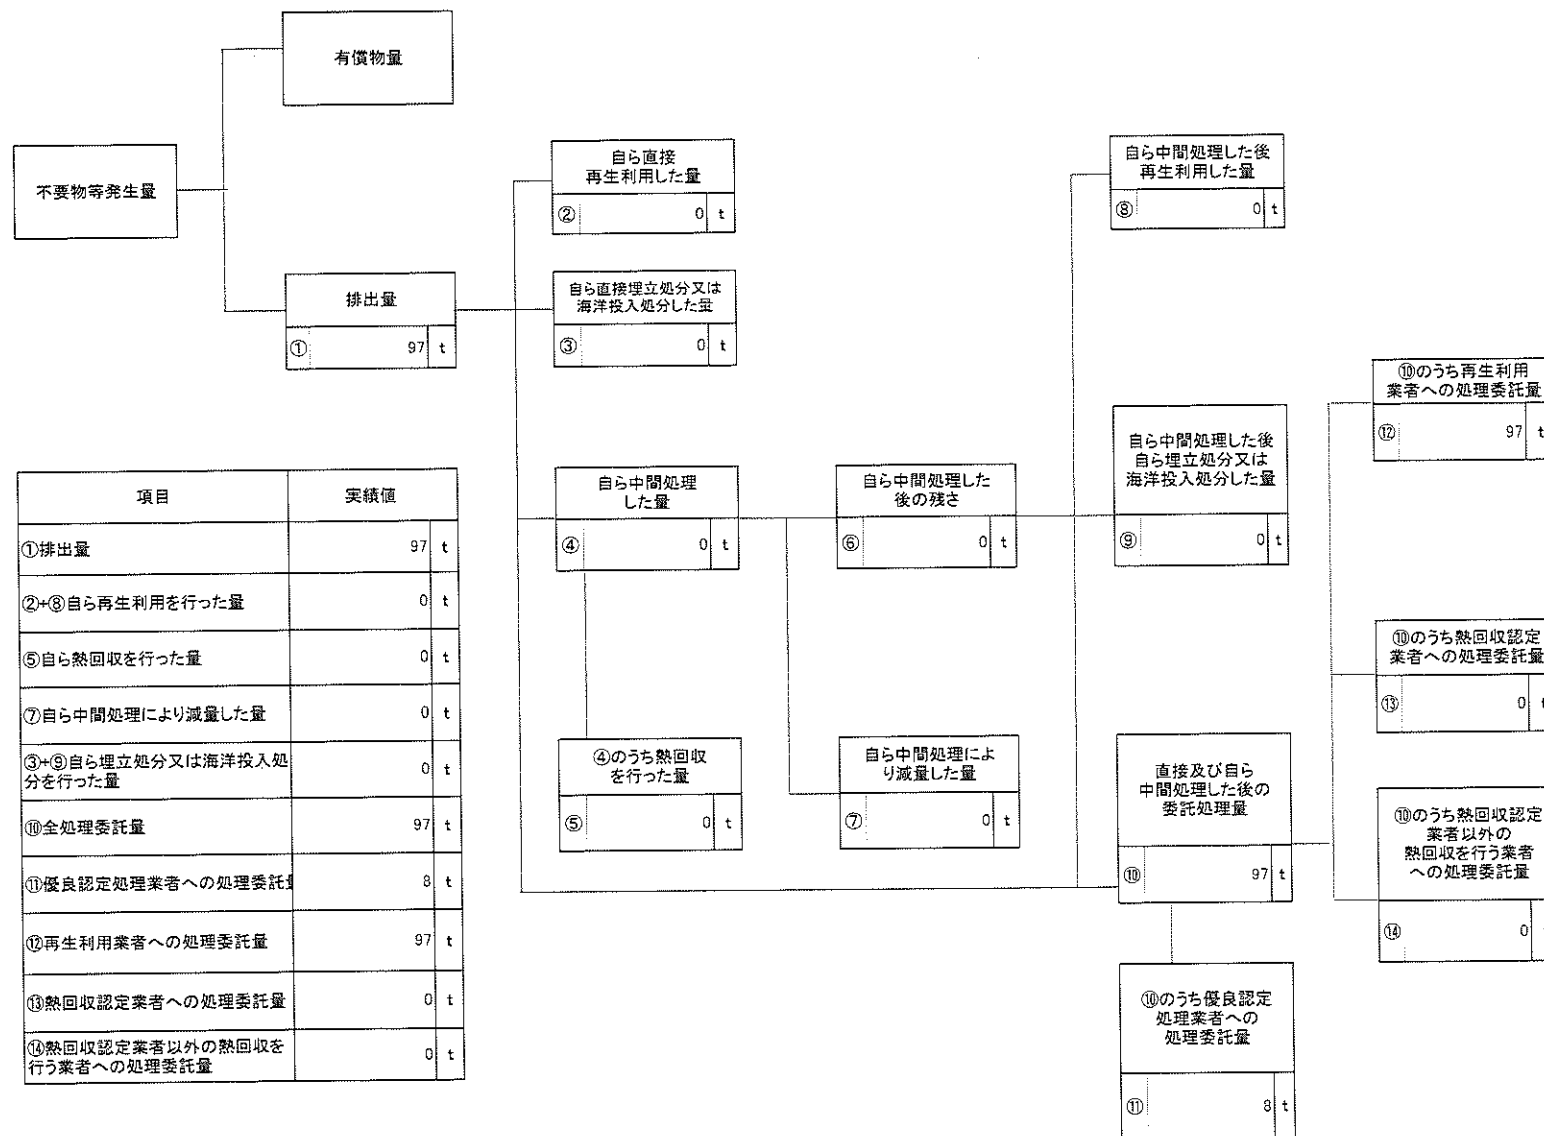 有償物量
不要物等発生量
排出量
① 97 t
自ら直接
再生利用した量
② 0 t
自ら直接埋立処分又は
海洋投入処分した量
③ 0 t
自ら中間処理
した量
④ 0 t
④のうち熱回収
を行った量
⑤ 0 t
自ら中間処理した
後の残さ
⑥ 0 t
自ら中間処理によ
り減量した量
⑦ 0 t
自ら中間処理した後
再生利用した量
⑧ 0 t
自ら中間処理した後
自ら埋立処分又は
海洋投入処分した量
⑨ 0 t
直接及び自ら
中間処理した後の
委託処理量
⑩ 97 t
⑩のうち優良認定
処理業者への
処理委託量
⑪ 8 t
⑩のうち再生利用
業者への処理委託量
⑫ 97 t
⑩のうち熱回収認定
業者への処理委託量
⑬ 0 t
⑩のうち熱回収認定
業者以外の
熱回収を行う業者
への処理委託量
⑭ 0
項目 実績値
①排出量 97 t
②+⑧自ら再生利用を行った量 0 t
⑤自ら熱回収を行った量 0 t
⑦自ら中間処理により減量した量 0 t
③+⑨自ら埋立処分又は海洋投入処
分を行った量 0 t
⑩全処理委託量 97 t
⑪優良認定処理業者への処理委託 8 t
⑫再生利用業者への処理委託量 97 t
⑬熱回収認定業者への処理委託量 0 t
⑭熱回収認定業者以外の熱回収を
行う業者への処理委託量 0 t